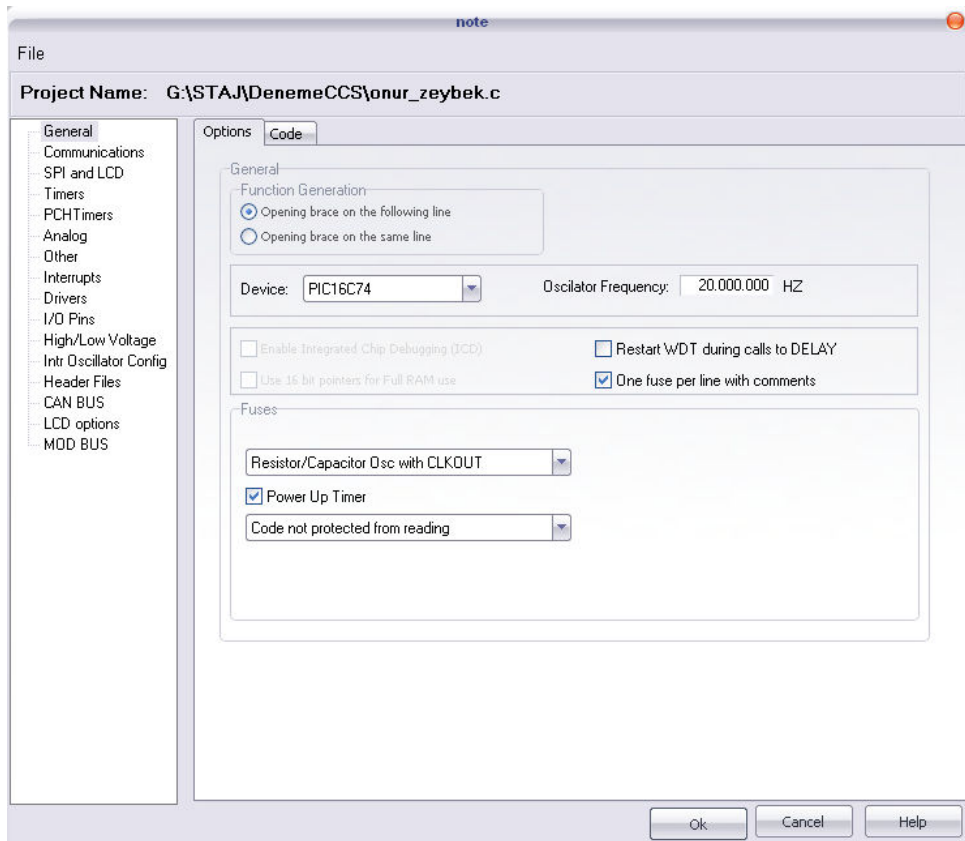 note
File
Project Name: G:\STAJ\DenemeCCS\onur_zeybek.c
General
Communications
SPI and LCD
Timers
PCHTimers
Analog
Other
Interrupts
Drivers
I/O Pins
High/Low Voltage
Intr Oscillator Config
Header Files
CAN BUS
LCD options
MOD BUS
Options Code
General
Function Generation
Opening brace on the following line
Opening brace on the same line
Device: PIC16C74 Oscilator Frequency: 20.000.000 HZ
Enable Integrated Chip Debugging (ICD) Restart WDT during calls to DELAY
Use 16 bit pointers for Full RAM use One fuse per line with comments
Fuses
Resistor/Capacitor Osc with CLKOUT
Power Up Timer
Code not protected from reading
Ok Cancel Help